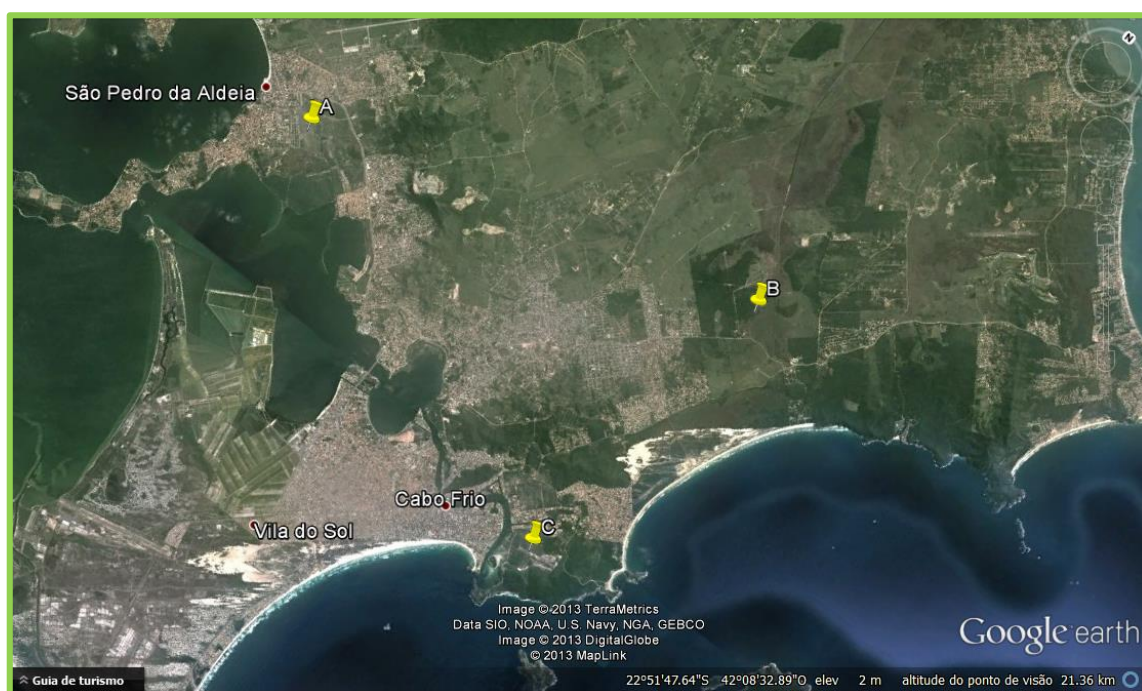 N
São Pedro da Aldeia
A
B
Cabo Frio
Vila do Sol
C
Image © 2013 TerraMetrics
Data SIO, NOAA, U.S. Navy, NGA, GEBCO
Image © 2013 DigitalGlobe
© 2013 MapLink
Google earth
Guia de turismo
22°51'47.64"S 42°08'32.89"O elev 2 m altitude do ponto de visão 21.36 km